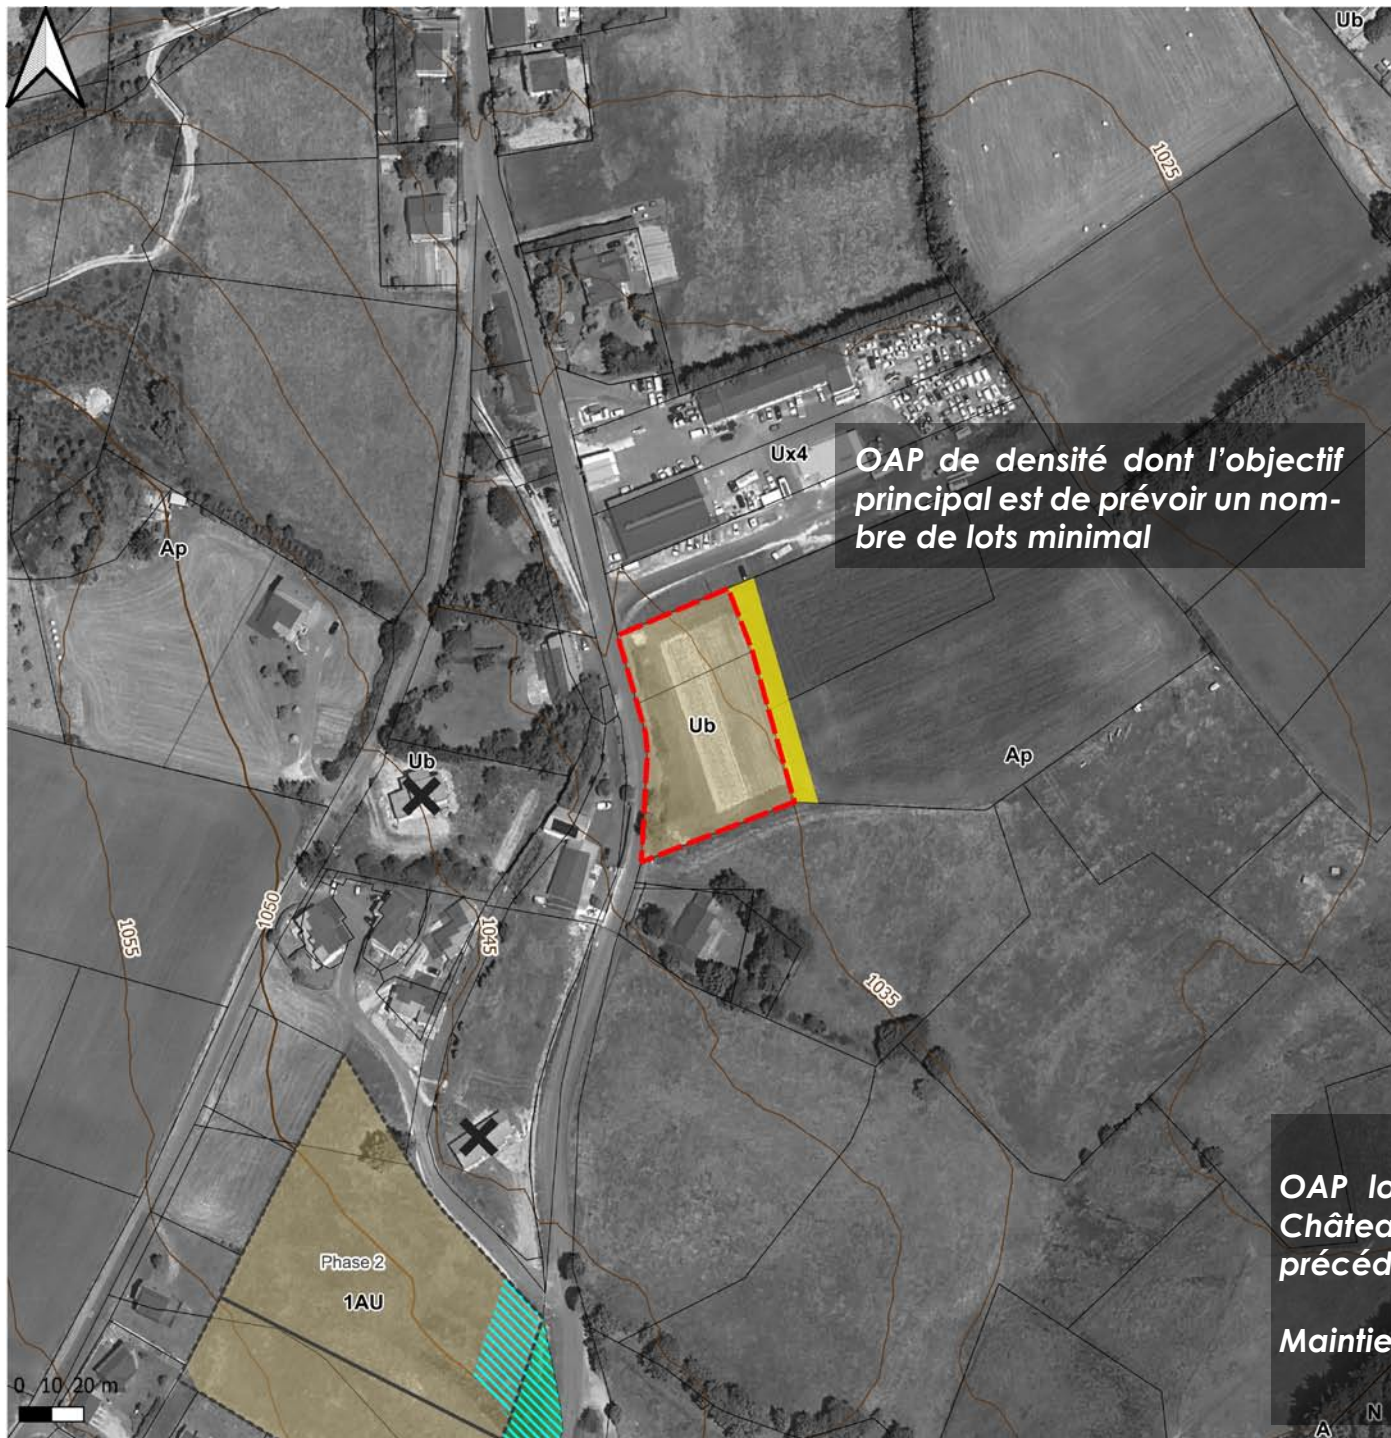 Ub
1025
Ux4
OAP de densité dont l'objectif
principal est de prévoir un nom-
bre de lots minimal
Ap
Ub
Ap
Ub
1055
1050
1045
1035
OAP lo
Châtea
précéd
Phase 2
1AU
Maintie
0 10 20 m
N
A